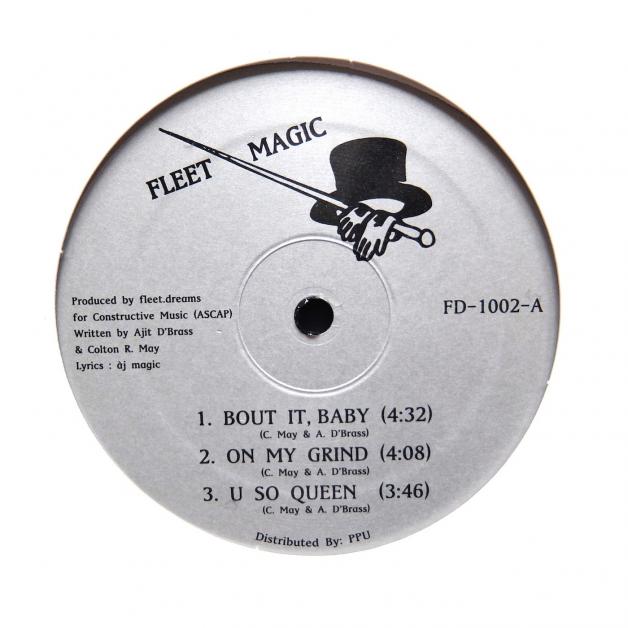 FLEET MAGIC
Produced by fleet.dreams
for Constructive Music (ASCAP)
Written by Ajit D'Brass
& Colton R. May
Lyrics : àj magic
FD-1002-A
1. BOUT IT, BABY (4:32)
(C. May & A. D'Brass)
2. ON MY GRIND (4:08)
(C. May & A. D'Brass)
3. U SO QUEEN (3:46)
(C. May & A. D'Brass)
Distributed By: PPU